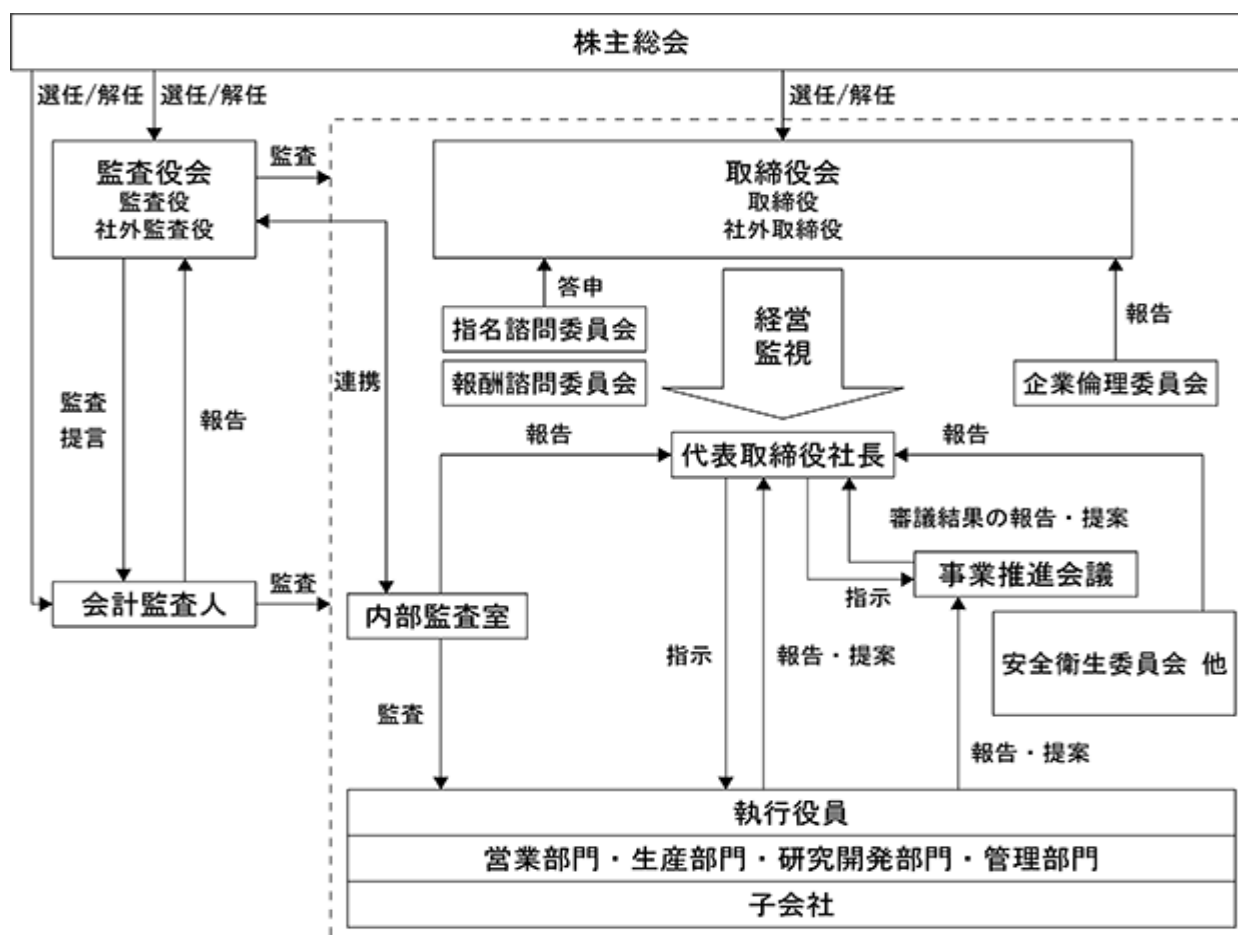 株主総会
選任/解任
選任/解任
選任/解任
監査役会
監査役
社外監査役
監査
取締役会
取締役
社外取締役
答申
指名諮問委員会
報酬諮問委員会
経営
監視
報告
企業倫理委員会
監査
提言
報告
連携
報告
代表取締役社長
報告
審議結果の報告・提案
事業推進会議
指示
会計監査人
監査
内部監査室
指示
報告・提案
安全衛生委員会 他
監査
報告・提案
執行役員
営業部門・生産部門・研究開発部門・管理部門
子会社